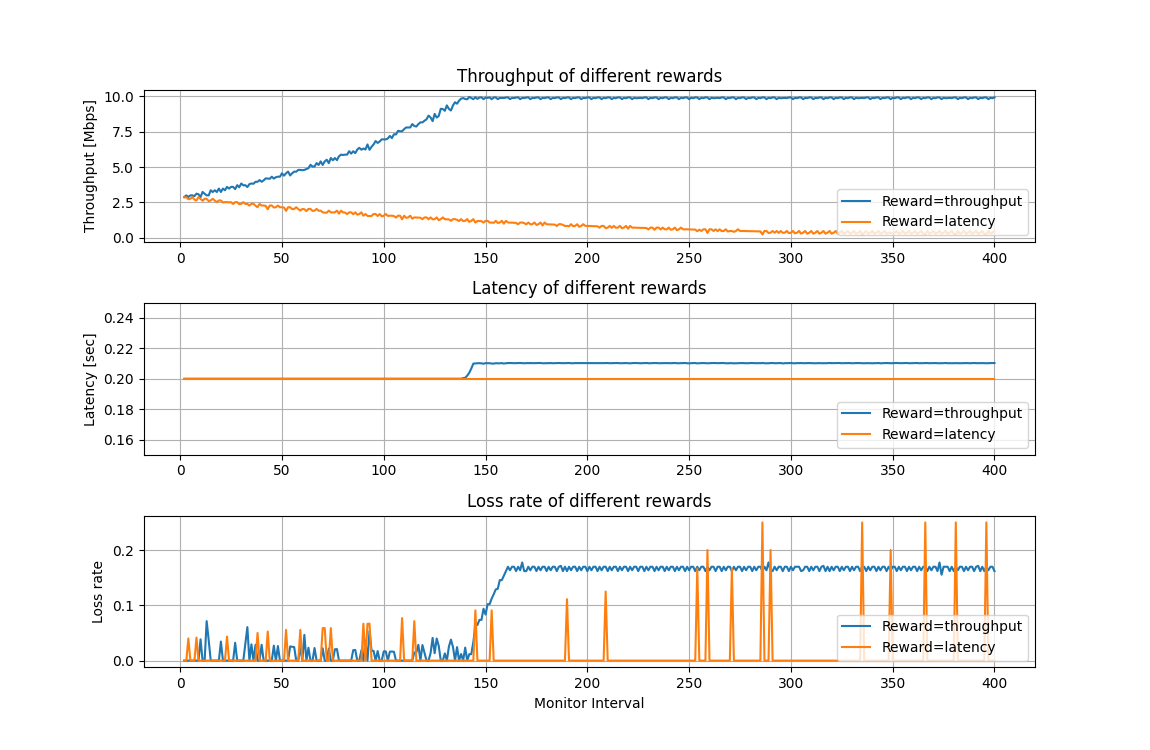 Throughput of different rewards
Throughput [Mbps]
10.0
7.5
5.0
2.5
0.0
Reward=throughput
Reward=latency
0 50 100 150 200 250 300 350 400
Latency of different rewards
Latency [sec]
0.24
0.22
0.20
0.18
0.16
Reward=throughput
Reward=latency
0 50 100 150 200 250 300 350 400
Loss rate of different rewards
Loss rate
0.2
0.1
0.0
Reward=throughput
Reward=latency
0 50 100 150 200 250 300 350 400
Monitor Interval